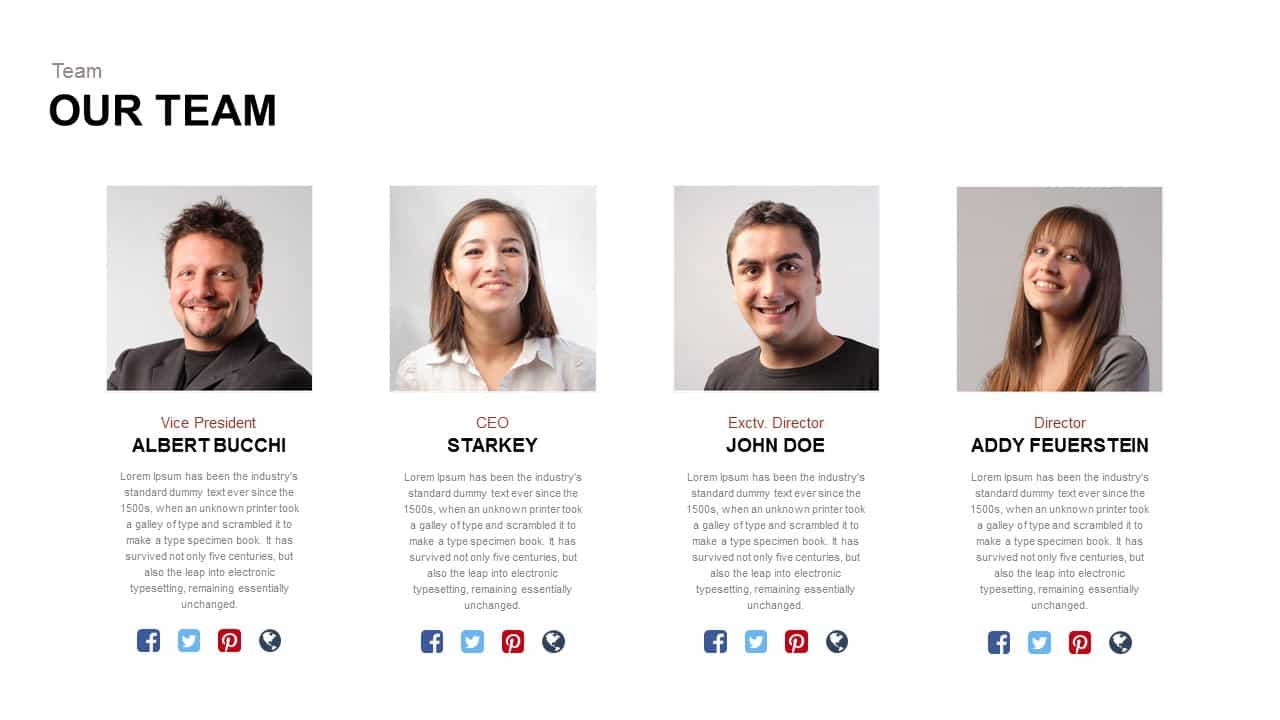 Team
OUR TEAM
Vice President
ALBERT BUCCHI
Lorem Ipsum has been the industry's
standard dummy text ever since the
1500s, when an unknown printer took
a galley of type and scrambled it to
make a type specimen book. It has
survived not only five centuries, but
also the leap into electronic
typesetting, remaining essentially
unchanged.
CEO
STARKEY
Lorem Ipsum has been the industry's
standard dummy text ever since the
1500s, when an unknown printer took
a galley of type and scrambled it to
make a type specimen book. It has
survived not only five centuries, but
also the leap into electronic
typesetting, remaining essentially
unchanged.
Exctv. Director
JOHN DOE
Lorem Ipsum has been the industry's
standard dummy text ever since the
1500s, when an unknown printer took
a galley of type and scrambled it to
make a type specimen book. It has
survived not only five centuries, but
also the leap into electronic
typesetting, remaining essentially
unchanged.
Director
ADDY FEUERSTEIN
Lorem Ipsum has been the industry's
standard dummy text ever since the
1500s, when an unknown printer took
a galley of type and scrambled it to
make a type specimen book. It has
survived not only five centuries, but
also the leap into electronic
typesetting, remaining essentially
unchanged.